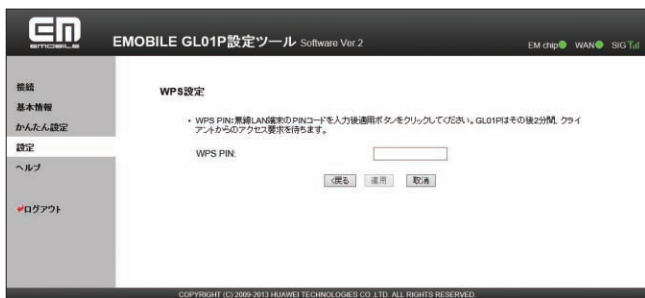 EM
EMOBILE
EMOBILE GL01P設定ツール Software Ver.2
EM chip WAN SIG
接続
基本情報
かんたん設定
設定
ヘルプ
ログアウト
WPS設定
・ WPS PIN:無線LAN端末のPINコードを入力後適用ボタンをクリックしてください。GL01Pはその後2分間、クライ
アントからのアクセス要求を待ちます。
WPS PIN:
<戻る 適用 取消
COPYRIGHT (C) 2009-2013 HUAWEI TECHNOLOGIES CO.,LTD. ALL RIGHTS RESERVED.